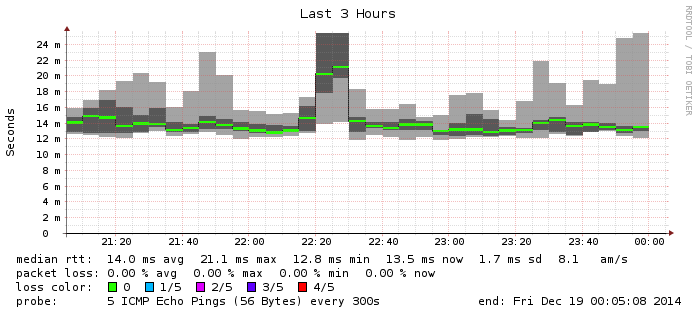 Last 3 Hours
RRDTOOL / TOBI OETIKER
Seconds
24 m
22 m
20 m
18 m
16 m
14 m
12 m
10 m
8 m
6 m
4 m
2 m
0
21:20 21:40 22:00 22:20 22:40 23:00 23:20 23:40 00:00
median rtt: 14.0 ms avg 21.1 ms max 12.8 ms min 13.5 ms now 1.7 ms sd 8.1 am/s
packet loss: 0.00 % avg 0.00 % max 0.00 % min 0.00 % now
loss color: 0 1/5 2/5 3/5 4/5
probe: 5 ICMP Echo Pings (56 Bytes) every 300s end: Fri Dec 19 00:05:08 2014